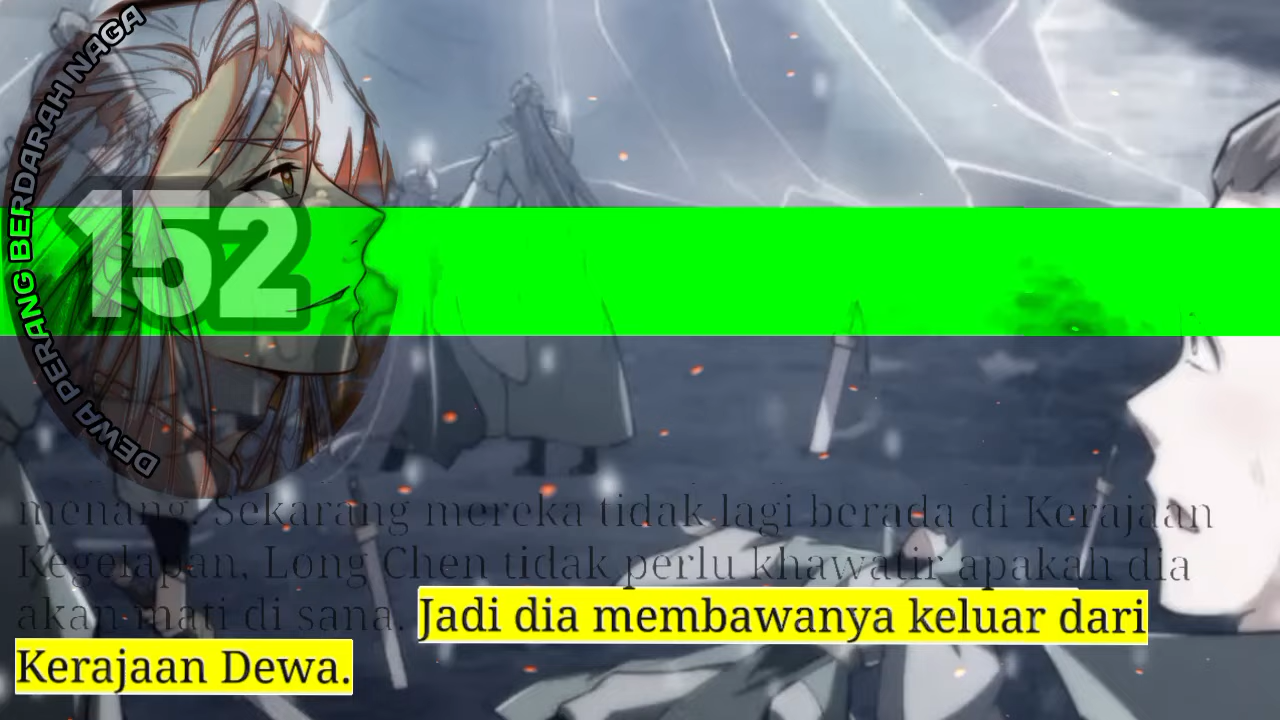 DEWA PERANG BERDARAH NAGA
152
menang. Sekarang mereka tidak lagi berada di Kerajaan
Kegelapan, Long Chen tidak perlu khawatir apakah dia
akan mati di sana. Jadi dia membawanya keluar dari
Kerajaan Dewa.